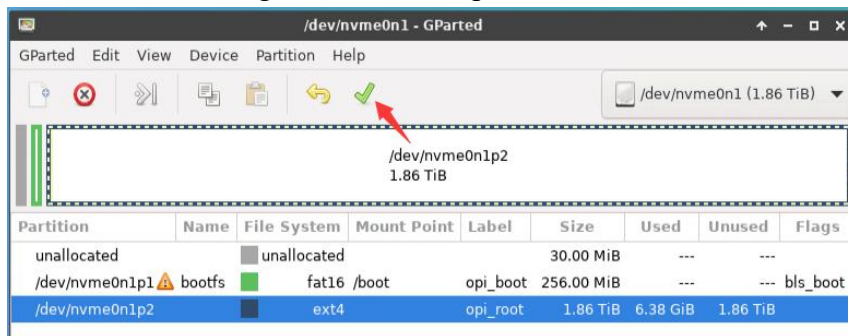 /dev/nvme0n1 - GParted
GParted Edit View Device Partition Help
/dev/nvme0n1 (1.86 TiB)
/dev/nvme0n1p2
1.86 TiB
Partition Name File System Mount Point Label Size Used Unused Flags
unallocated unallocated 30.00 MiB --- ---
/dev/nvme0n1p1 bootfs fat16 /boot opi_boot 256.00 MiB --- --- bls_boot
/dev/nvme0n1p2 ext4 opi_root 1.86 TiB 6.38 GiB 1.86 TiB